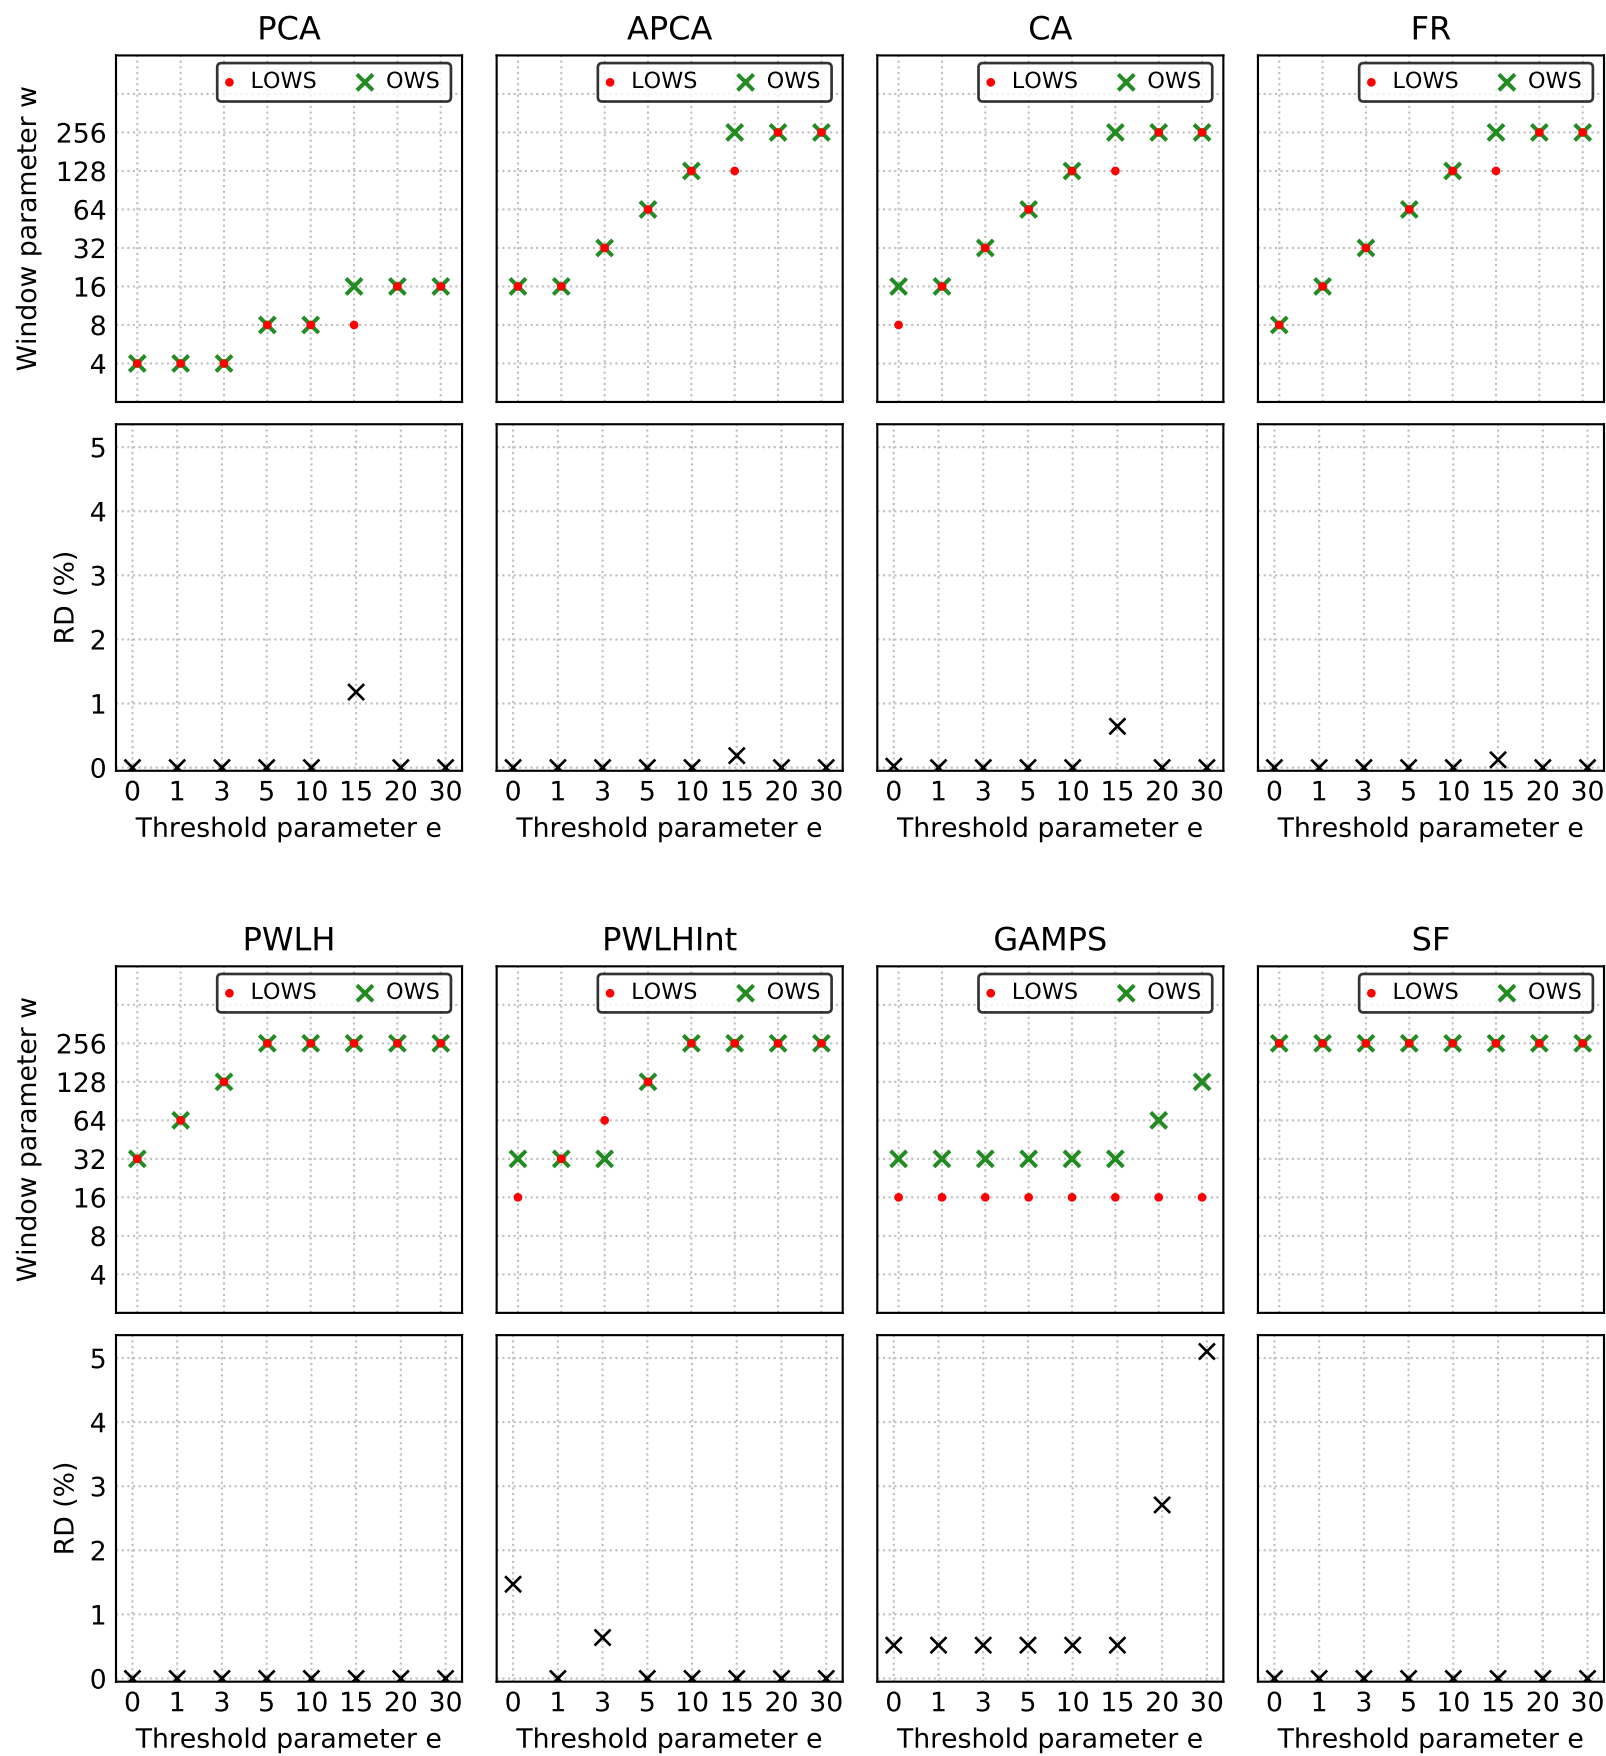 PCA APCA CA FR
LOWS OWS LOWS OWS LOWS OWS LOWS OWS
Window parameter w
256
128
64
32
16
8
4
RD (%)
5
4
3
2
1
0
0 1 3 5 10 15 20 30 0 1 3 5 10 15 20 30 0 1 3 5 10 15 20 30 0 1 3 5 10 15 20 30
Threshold parameter e Threshold parameter e Threshold parameter e Threshold parameter e
PWLH PWLHInt GAMPS SF
LOWS OWS LOWS OWS LOWS OWS LOWS OWS
Window parameter w
256
128
64
32
16
8
4
RD (%)
5
4
3
2
1
0
0 1 3 5 10 15 20 30 0 1 3 5 10 15 20 30 0 1 3 5 10 15 20 30 0 1 3 5 10 15 20 30
Threshold parameter e Threshold parameter e Threshold parameter e Threshold parameter e